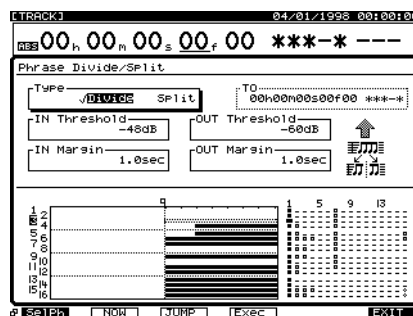 [TRACK] 04/01/1998 00:00:0
ABS 00h 00m 00s 00f 00 ***-* ---
Phrase Divide/Split
Type
√Divide Split
TO
00h00m00s00f00 ***-*
IN Threshold
-48dB
OUT Threshold
-60dB
IN Margin
1.0sec
OUT Margin
1.0sec
1 5 9 13
1 2
3 4
5 6
7 8
9 10
11 12
13 14
15 16
SelPh NOW JUMP Exec EXIT